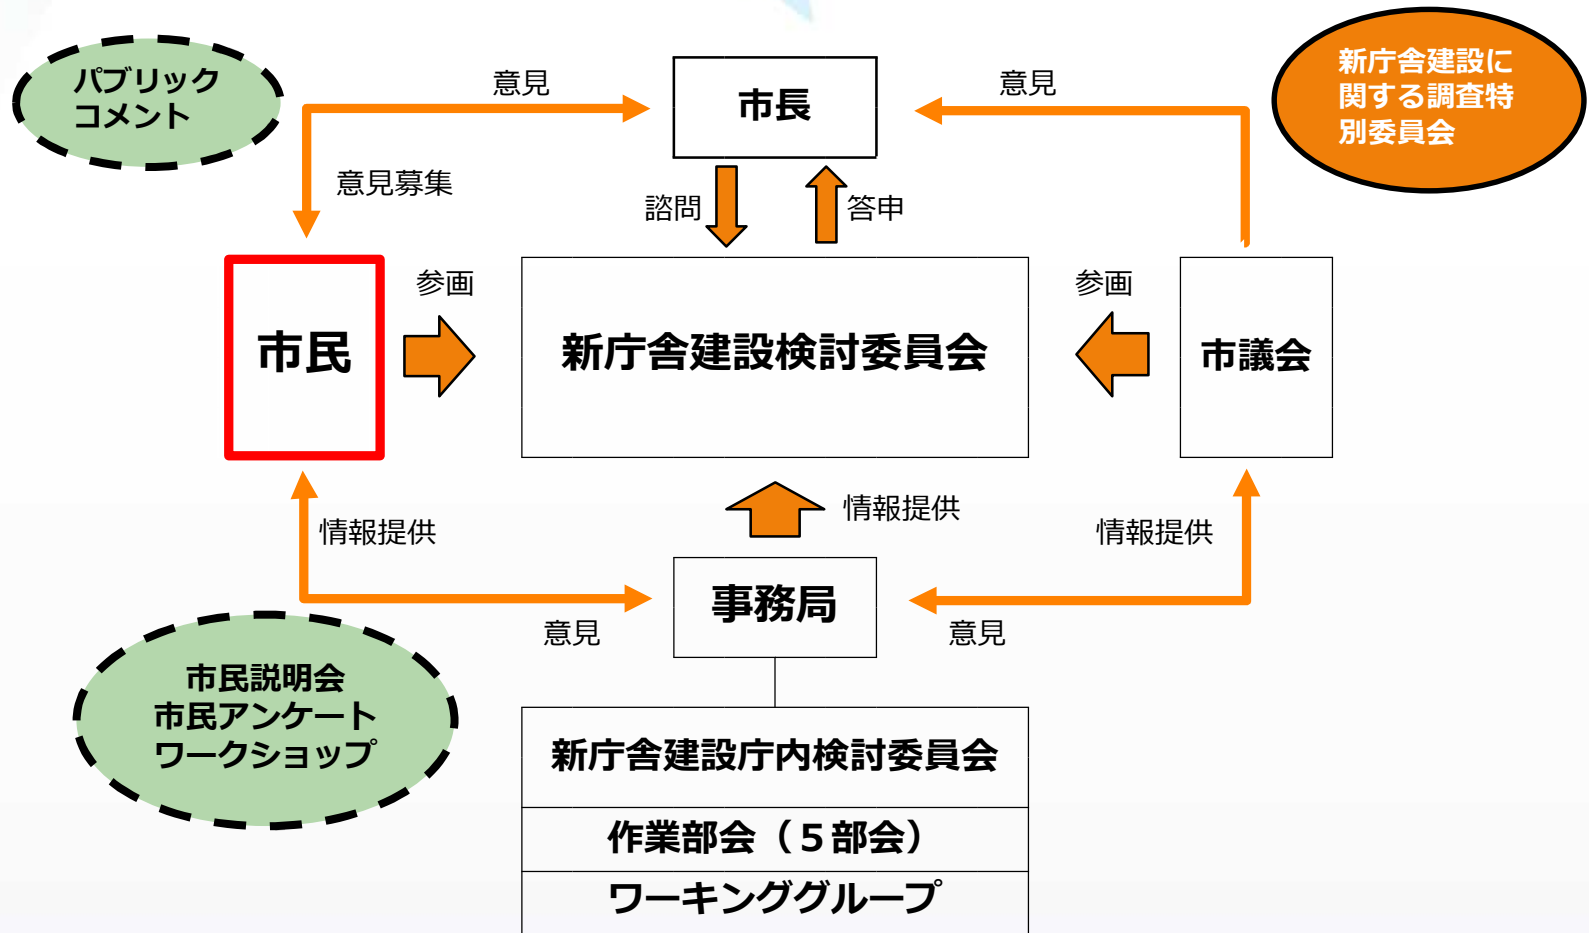 パブリック
コメント
意見
市長
意見
新庁舎建設に
関する調査特
別委員会
意見募集
諮問
答申
市民
参画
新庁舎建設検討委員会
参画
市議会
情報提供
情報提供
情報提供
意見
事務局
意見
市民説明会
市民アンケート
ワークショップ
新庁舎建設庁内検討委員会
作業部会（５部会）
ワーキンググループ